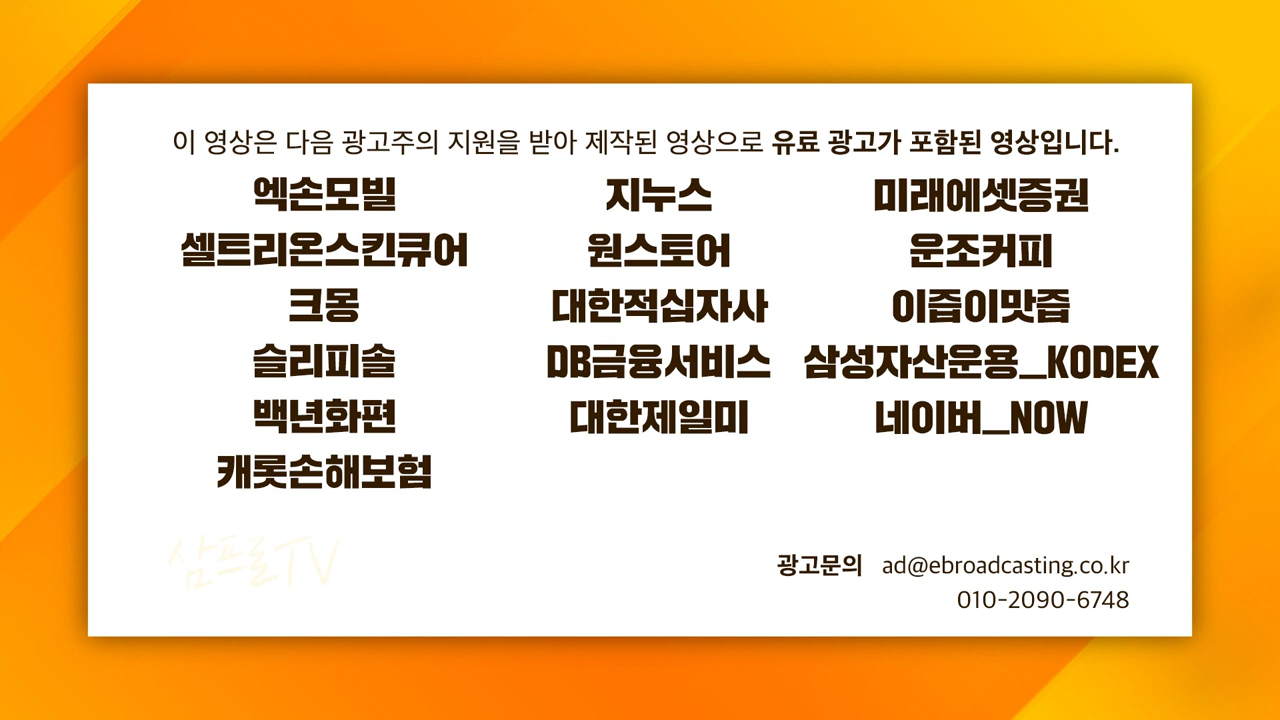 이 영상은 다음 광고주의 지원을 받아 제작된 영상으로 유료 광고가 포함된 영상입니다.
엑손모빌 지누스 미래에셋증권
셀트리온스킨큐어 원스토어 운조커피
크몽 대한적십자사 이즙이맛즙
슬리피솔 DB금융서비스 삼성자산운용_KODEX
백년화편 대한제일미 네이버_NOW
캐롯손해보험
삼프로TV
광고문의 ad@ebroadcasting.co.kr
010-2090-6748